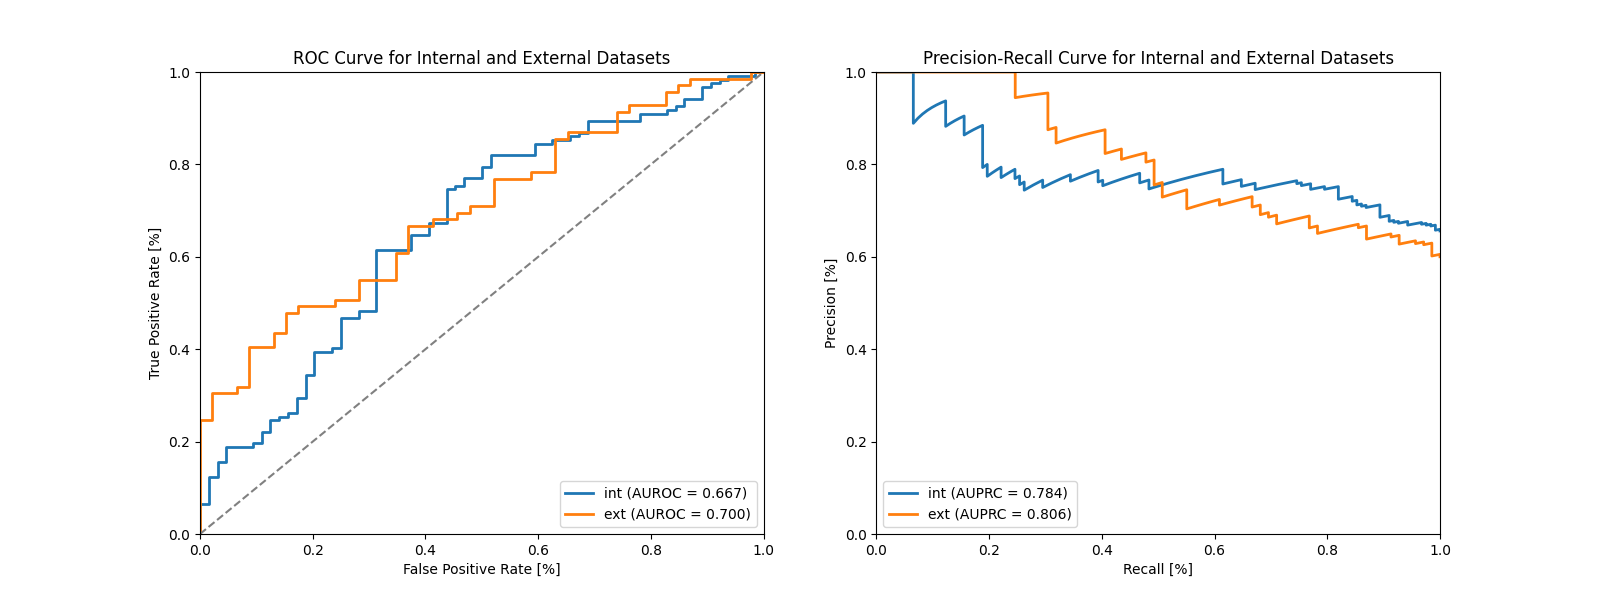 ROC Curve for Internal and External Datasets
1.0
0.8
0.6
0.4
0.2
0.0
True Positive Rate [%]
int (AUROC = 0.667)
ext (AUROC = 0.700)
0.0 0.2 0.4 0.6 0.8 1.0
False Positive Rate [%]
Precision-Recall Curve for Internal and External Datasets
1.0
0.8
0.6
0.4
0.2
0.0
Precision [%]
int (AUPRC = 0.784)
ext (AUPRC = 0.806)
0.0 0.2 0.4 0.6 0.8 1.0
Recall [%]